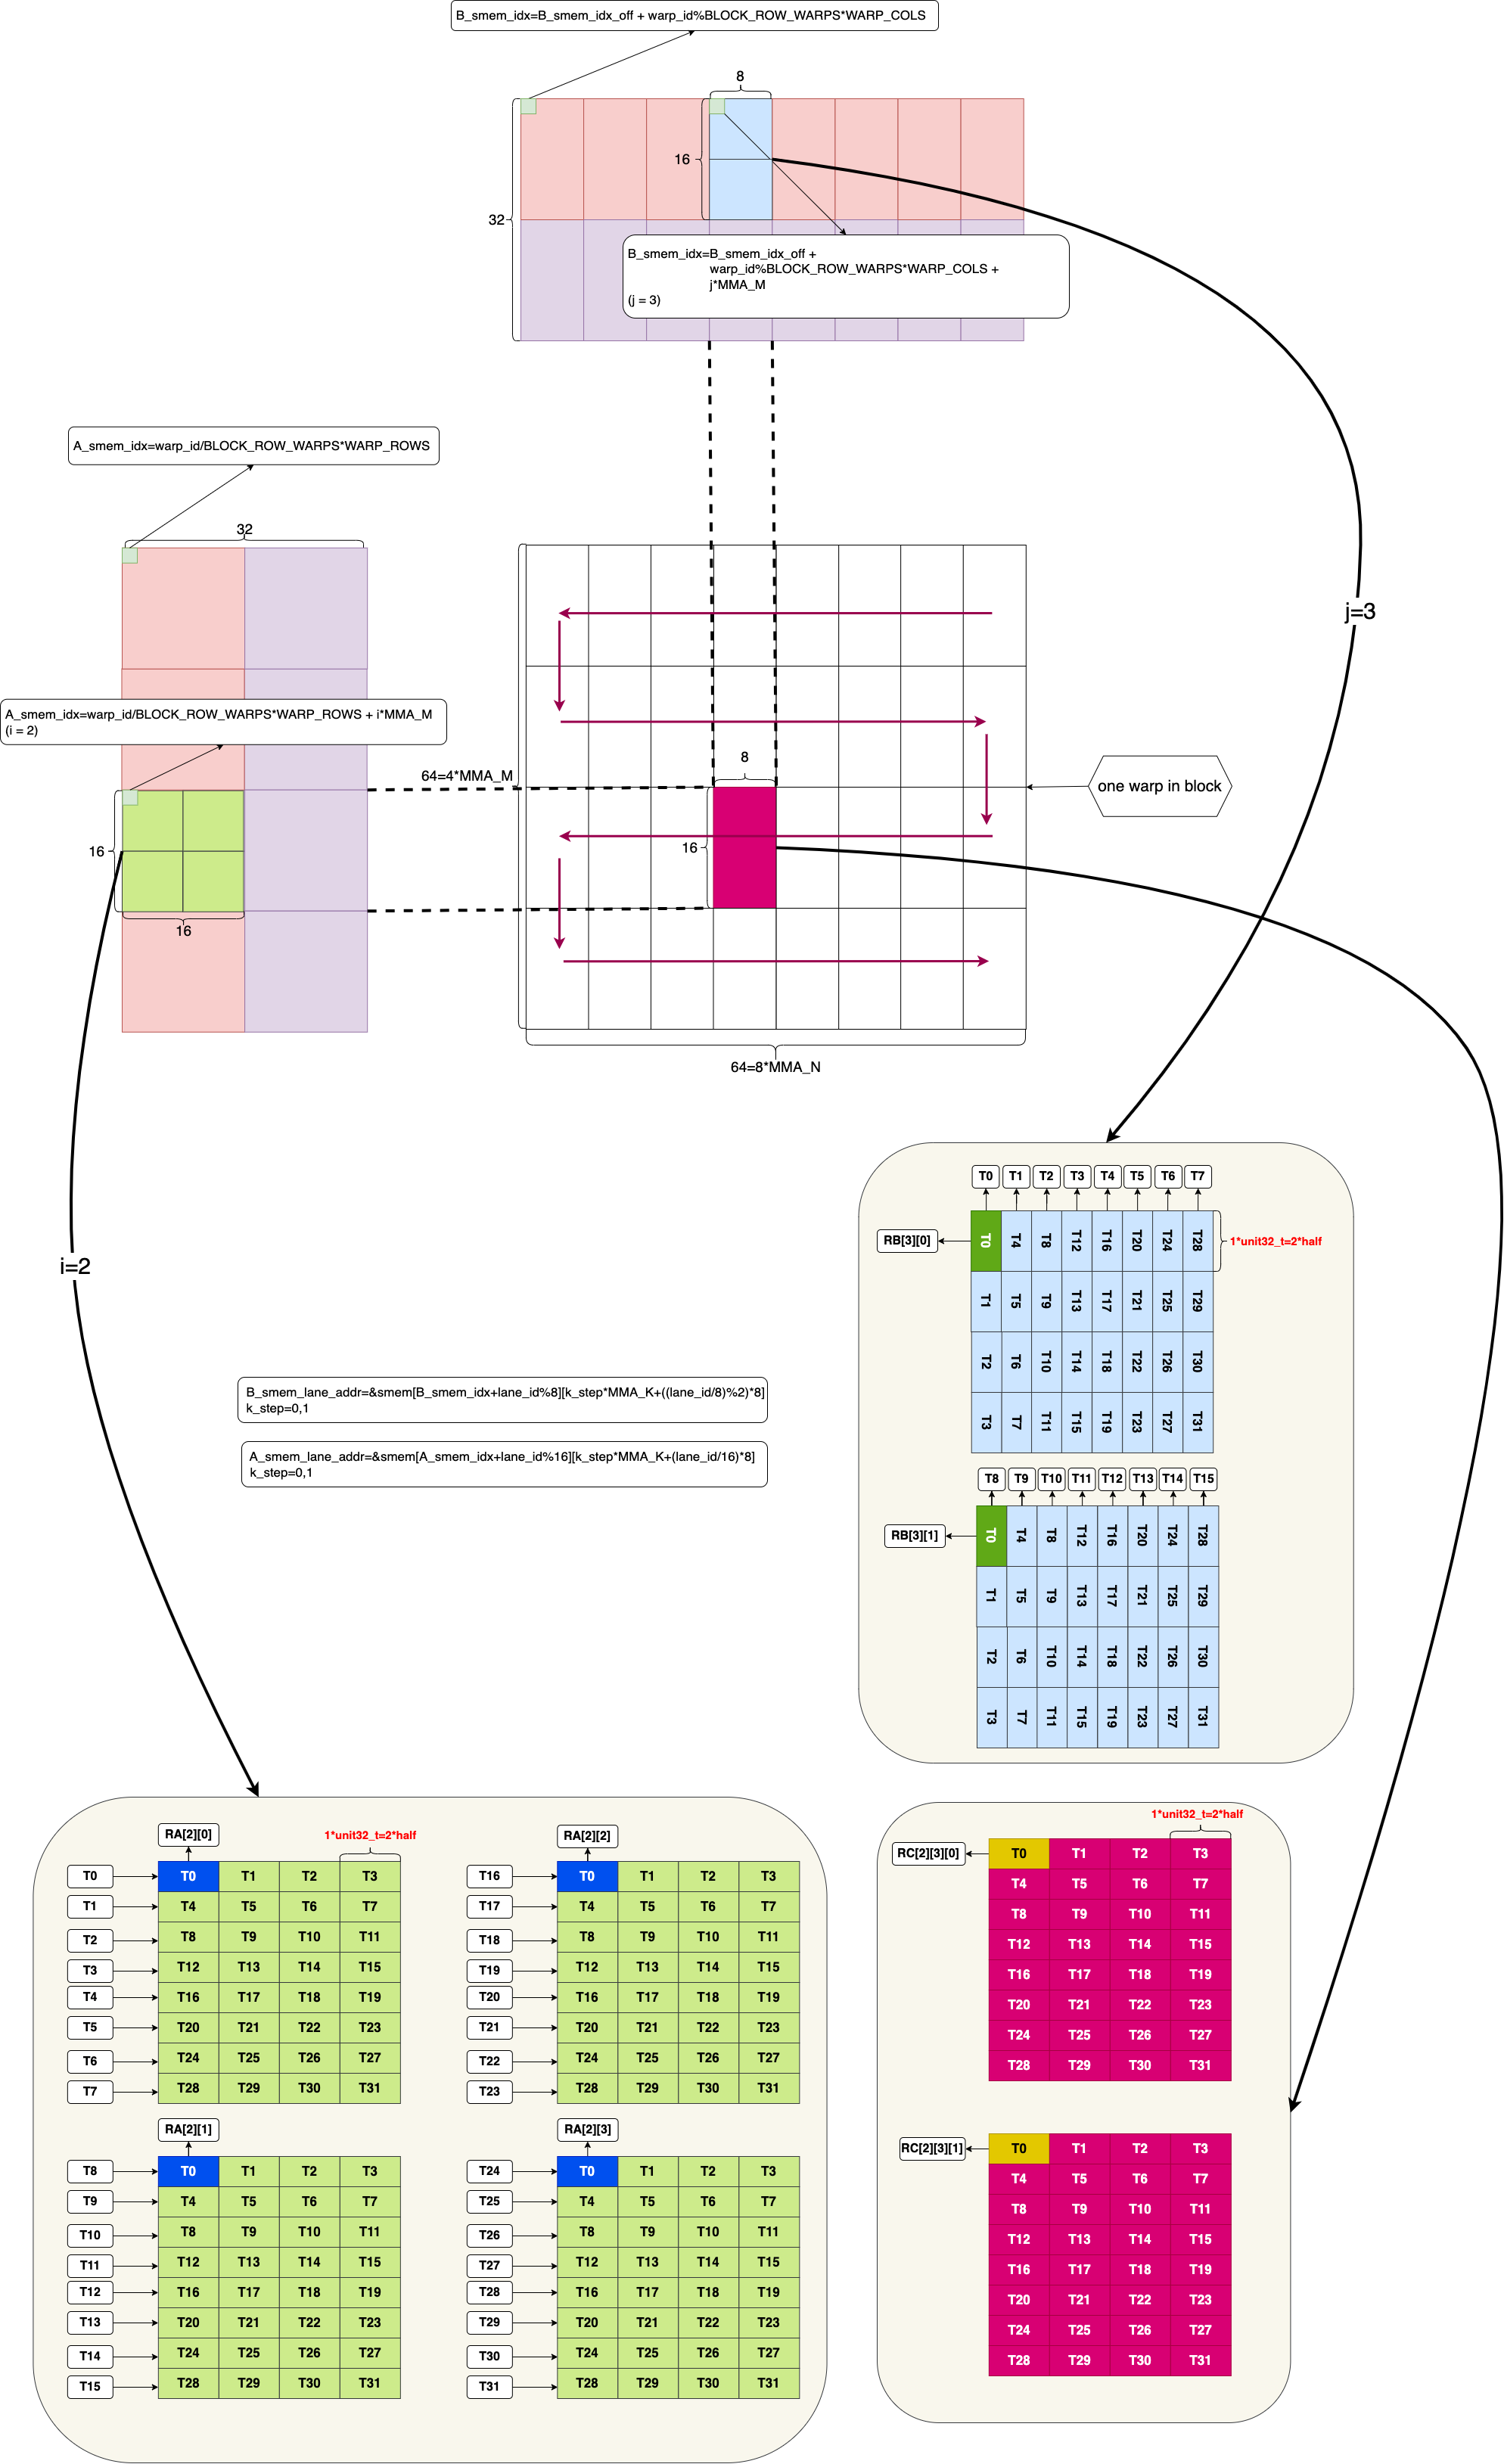 B_smem_idx=B_smem_idx_off + warp_id%BLOCK_ROW_WARPS*WARP_COLS
8
16
32
B_smem_idx=B_smem_idx_off +
warp_id%BLOCK_ROW_WARPS*WARP_COLS +
j*MMA_M
(j = 3)
A_smem_idx=warp_id/BLOCK_ROW_WARPS*WARP_ROWS
32
j=3
A_smem_idx=warp_id/BLOCK_ROW_WARPS*WARP_ROWS + i*MMA_M
(i = 2)
64=4*MMA_M
8
one warp in block
16
16
16
64=8*MMA_N
i=2
T0 T1 T2 T3 T4 T5 T6 T7
RB[3][0]
1*unit32_t=2*half
T0 T4 T8 T12 T16 T20 T24 T28
T1 T5 T9 T13 T17 T21 T25 T29
T2 T6 T10 T14 T18 T22 T26 T30
T3 T7 T11 T15 T19 T23 T27 T31
B_smem_lane_addr=&smem[B_smem_idx+lane_id%8][k_step*MMA_K+((lane_id/8)%2)*8]
k_step=0,1
A_smem_lane_addr=&smem[A_smem_idx+lane_id%16][k_step*MMA_K+(lane_id/16)*8]
k_step=0,1
T8 T9 T10 T11 T12 T13 T14 T15
RB[3][1]
T0 T4 T8 T12 T16 T20 T24 T28
T1 T5 T9 T13 T17 T21 T25 T29
T2 T6 T10 T14 T18 T22 T26 T30
T3 T7 T11 T15 T19 T23 T27 T31
RA[2][0]
1*unit32_t=2*half
T0 T0 T1 T2 T3
T1 T4 T5 T6 T7
T2 T8 T9 T10 T11
T3 T12 T13 T14 T15
T4 T16 T17 T18 T19
T5 T20 T21 T22 T23
T6 T24 T25 T26 T27
T7 T28 T29 T30 T31
RA[2][2]
T16 T0 T1 T2 T3
T17 T4 T5 T6 T7
T18 T8 T9 T10 T11
T19 T12 T13 T14 T15
T20 T16 T17 T18 T19
T21 T20 T21 T22 T23
T22 T24 T25 T26 T27
T23 T28 T29 T30 T31
RA[2][1]
T8 T0 T1 T2 T3
T9 T4 T5 T6 T7
T10 T8 T9 T10 T11
T11 T12 T13 T14 T15
T12 T16 T17 T18 T19
T13 T20 T21 T22 T23
T14 T24 T25 T26 T27
T15 T28 T29 T30 T31
RA[2][3]
T24 T0 T1 T2 T3
T25 T4 T5 T6 T7
T26 T8 T9 T10 T11
T27 T12 T13 T14 T15
T28 T16 T17 T18 T19
T29 T20 T21 T22 T23
T30 T24 T25 T26 T27
T31 T28 T29 T30 T31
1*unit32_t=2*half
RC[2][3][0]
T0 T1 T2 T3
T4 T5 T6 T7
T8 T9 T10 T11
T12 T13 T14 T15
T16 T17 T18 T19
T20 T21 T22 T23
T24 T25 T26 T27
T28 T29 T30 T31
RC[2][3][1]
T0 T1 T2 T3
T4 T5 T6 T7
T8 T9 T10 T11
T12 T13 T14 T15
T16 T17 T18 T19
T20 T21 T22 T23
T24 T25 T26 T27
T28 T29 T30 T31